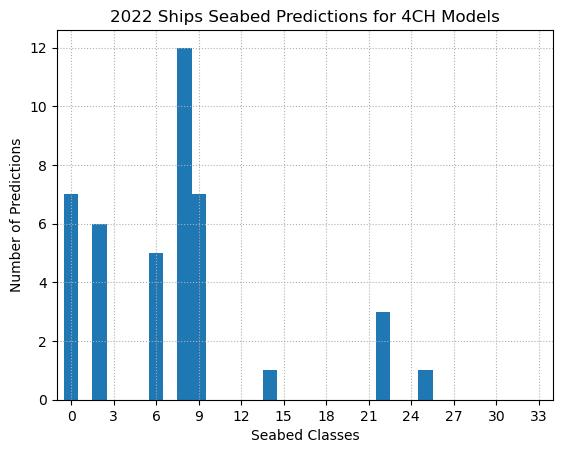 2022 Ships Seabed Predictions for 4CH Models
Number of Predictions
12
10
8
6
4
2
0
0 3 6 9 12 15 18 21 24 27 30 33
Seabed Classes